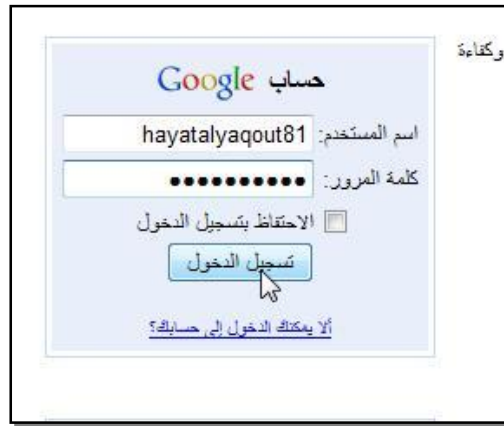 وكفاءة
حساب Google
اسم المستخدم: hayatalyaqout81
كلمة المرور: ●●●●●●●●●●
الاحتفاظ بتسجيل الدخول
تسجيل الدخول
ألا يمكنك الدخول إلى حسابك؟